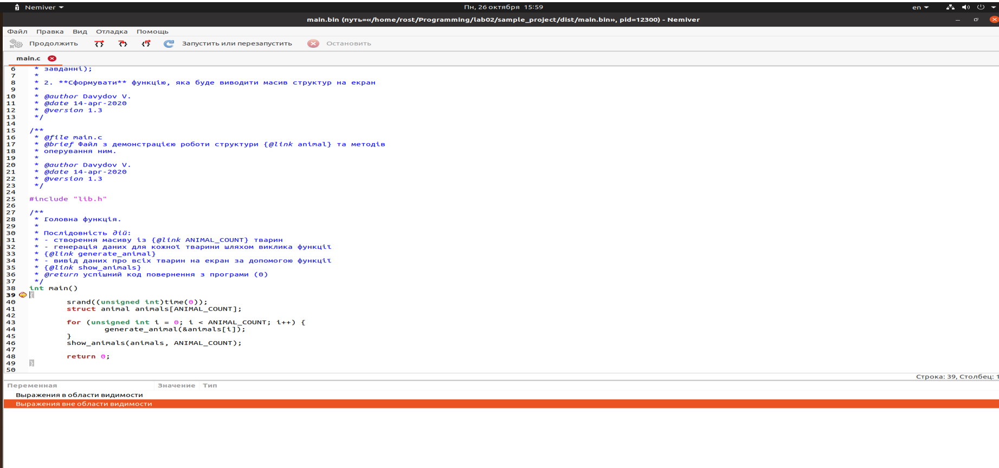 Nemiver
Пн, 26 октября 15:59
en
main.bin (путь=«/home/rost/Programming/lab02/sample_project/dist/main.bin», pid=12300) - Nemiver
Файл Правка Вид Отладка Помощь
Продолжить Запустить или перезапустить Остановить
main.c
6 * завданні);
7 *
8 * 2. **Сформувати** функцію, яка буде виводити масив структур на екран
9 *
10 * @author Davydov V.
11 * @date 14-apr-2020
12 * @version 1.3
13 */
14
15 /**
16 * @file main.c
17 * @brief Файл з демонстрацією роботи структури {@link animal} та методів
18 * оперування ним.
19 *
20 * @author Davydov V.
21 * @date 14-apr-2020
22 * @version 1.3
23 */
24
25 #include "lib.h"
26
27 /**
28 * Головна функція.
29 *
30 * Послідовність дій:
31 * - створення масиву із {@link ANIMAL_COUNT} тварин
32 * - генерація даних для кожної тварини шляхом виклика функції
33 * {@link generate_animal}
34 * - вивід даних про всіх тварин на екран за допомогою функції
35 * {@link show_animals}
36 * @return успішний код повернення з програми (0)
37 */
38 int main()
39 {
40 srand((unsigned int)time(0));
41 struct animal animals[ANIMAL_COUNT];
42
43 for (unsigned int i = 0; i < ANIMAL_COUNT; i++) {
44 generate_animal(&animals[i]);
45 }
46 show_animals(animals, ANIMAL_COUNT);
47
48 return 0;
49 }
50
Строка: 39, Столбец: 1
Переменная Значение Тип
Выражения в области видимости
Выражения вне области видимости